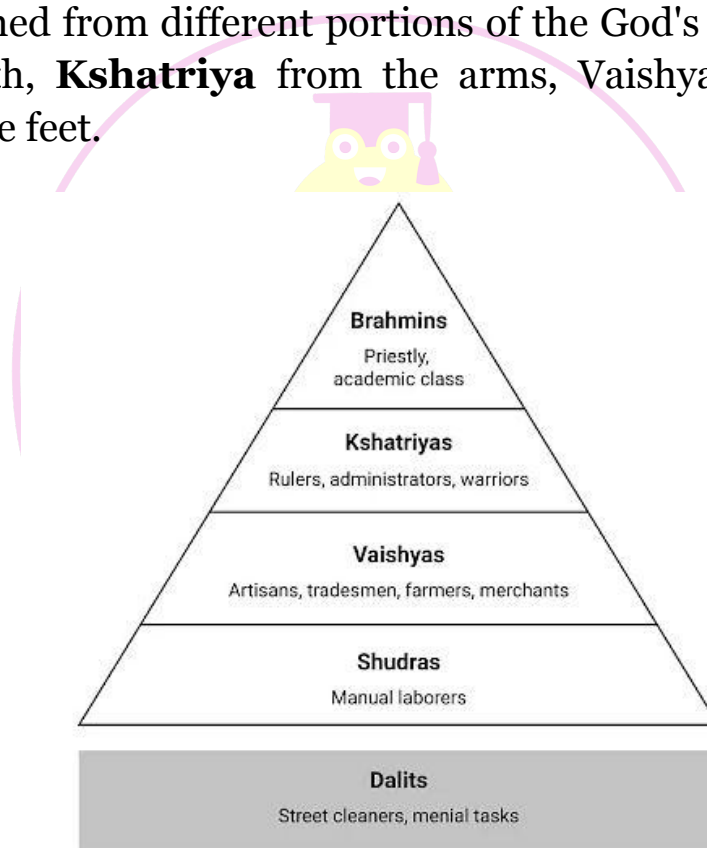 ned from different portions of the God's
th, Kshatriya from the arms, Vaishya
e feet.
Brahmins
Priestly,
academic class
Kshatriyas
Rulers, administrators, warriors
Vaishyas
Artisans, tradesmen, farmers, merchants
Shudras
Manual laborers
Dalits
Street cleaners, menial tasks